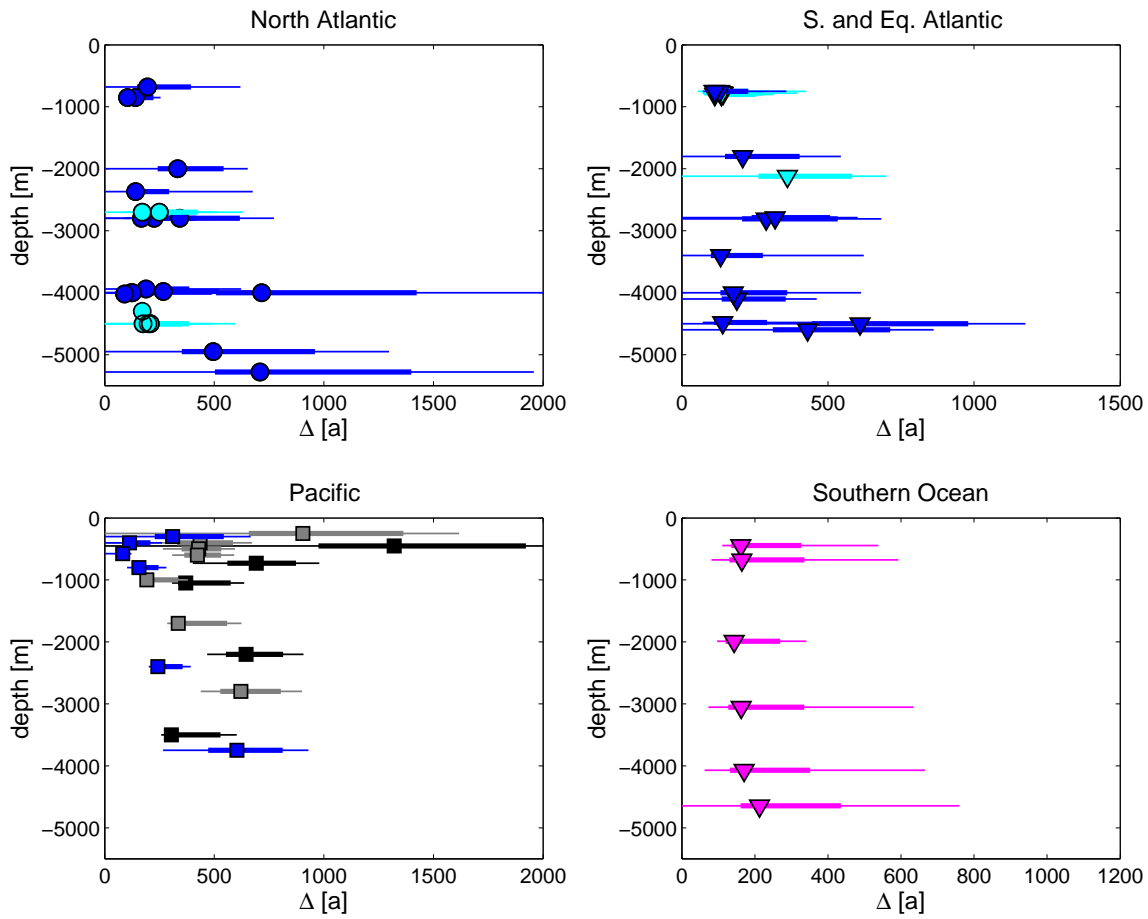 North Atlantic
0
−1000
−2000
−3000
−4000
−5000
depth [m]
0 500 1000 1500 2000
Δ [a]
S. and Eq. Atlantic
0
−1000
−2000
−3000
−4000
−5000
depth [m]
0 500 1000 1500
Δ [a]
Pacific
0
−1000
−2000
−3000
−4000
−5000
depth [m]
0 500 1000 1500 2000
Δ [a]
Southern Ocean
0
−1000
−2000
−3000
−4000
−5000
depth [m]
0 200 400 600 800 1000 1200
Δ [a]